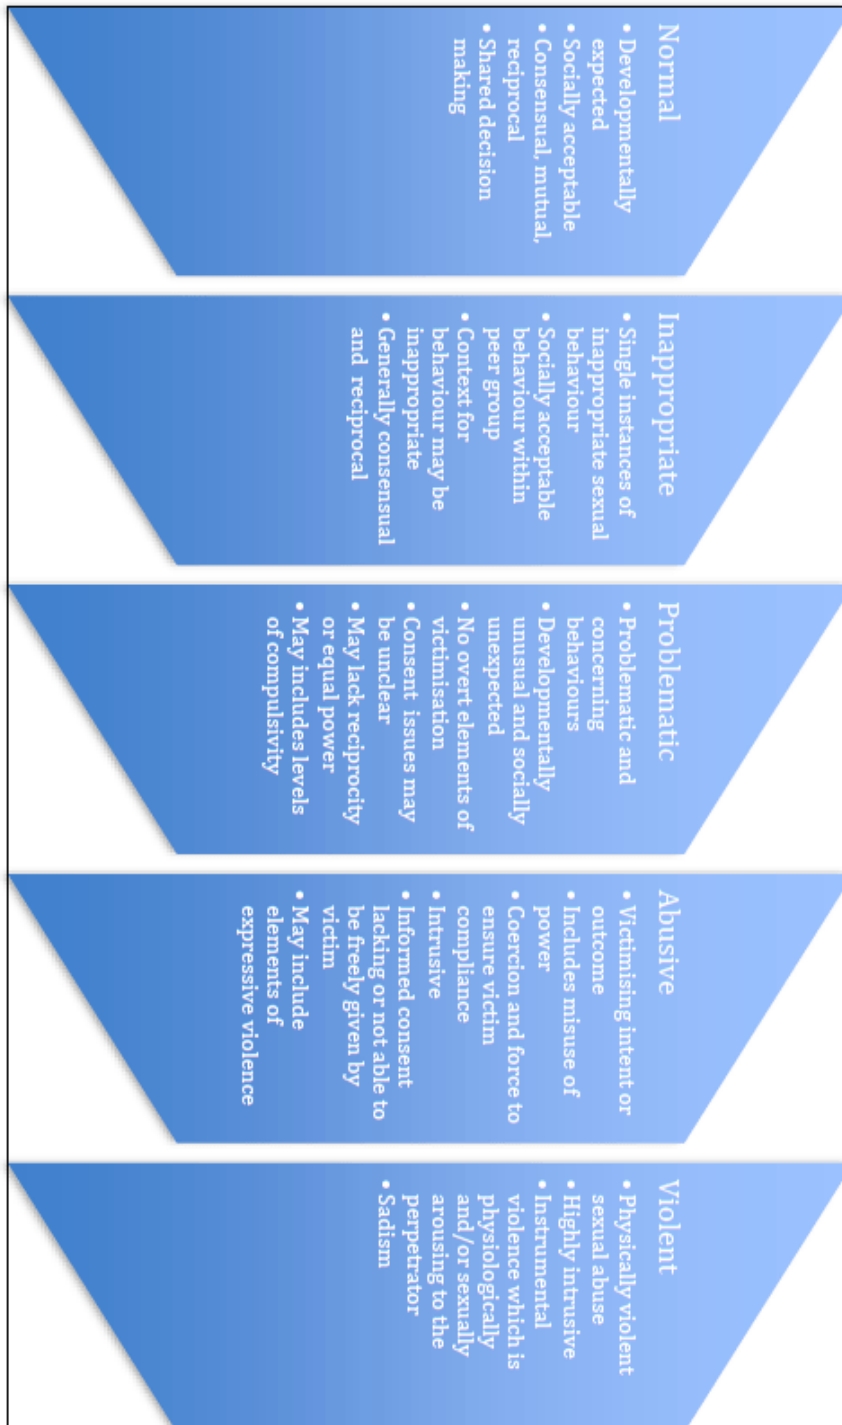 Normal
• Developmentally
expected
• Socially acceptable
• Consensual, mutual,
reciprocal
• Shared decision
making
Inappropriate
• Single instances of
inappropriate sexual
behaviour
• Socially acceptable
behaviour within
peer group
• Context for
behaviour may be
inappropriate
• Generally consensual
and reciprocal
Problematic
• Problematic and
concerning
behaviours
• Developmentally
unusual and socially
unexpected
• No overt elements of
victimisation
• Consent issues may
be unclear
• May lack reciprocity
or equal power
• May includes levels
of compulsivity
Abusive
• Victimising intent or
outcome
• Includes misuse of
power
• Coercion and force to
ensure victim
compliance
• Intrusive
• Informed consent
lacking or not able to
be freely given by
victim
• May include
elements of
expressive violence
Violent
• Physically violent
sexual abuse
• Highly intrusive
• Instrumental
violence which is
physiologically
and/or sexually
arousing to the
perpetrator
• Sadism